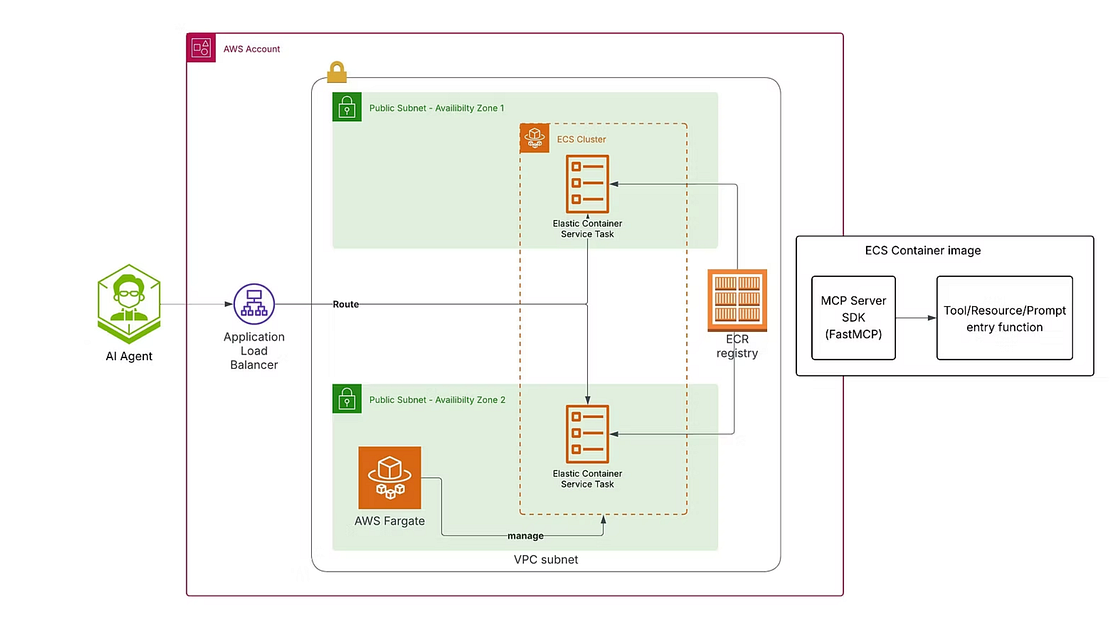 AWS Account
Public Subnet - Availibilty Zone 1
ECS Cluster
Elastic Container
Service Task
ECS Container image
MCP Server
SDK
(FastMCP)
Tool/Resource/Prompt
entry function
Route
AI Agent
Application
Load
Balancer
ECR
registry
Public Subnet - Availibilty Zone 2
Elastic Container
Service Task
AWS Fargate
manage
VPC subnet